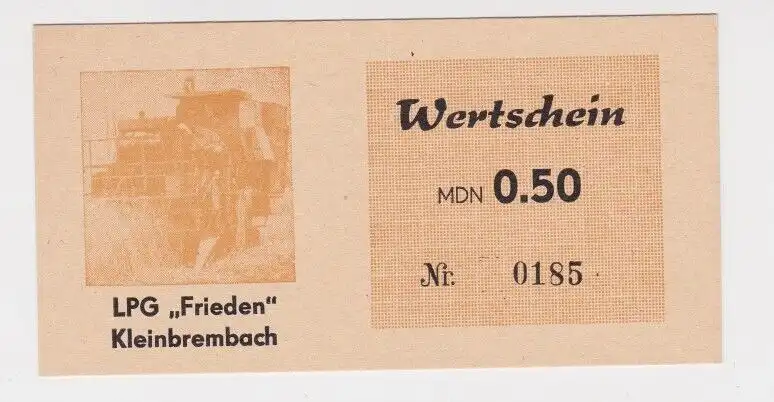 LPG „Frieden“
Kleinbrembach
Wertschein
MDN 0.50
Nr. 0185